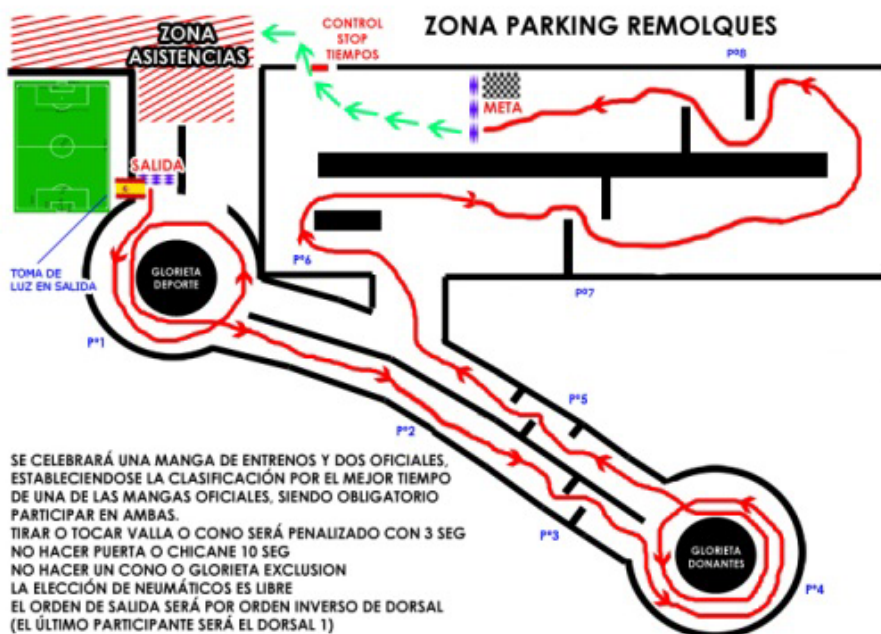 CONTROL
STOP
TIEMPOS
ZONA PARKING REMOLQUES
ZONA
ASISTENCIAS
Pº8
META
SALIDA
TOMA DE
LUZ EN SALIDA
GLORIETA
DEPORTE
Pº6
Pº7
Pº1
Pº5
Pº2
Pº3
GLORIETA
DONANTES
Pº4
SE CELEBRARÁ UNA MANGA DE ENTRENOS Y DOS OFICIALES,
ESTABLECIENDOSE LA CLASIFICACIÓN POR EL MEJOR TIEMPO
DE UNA DE LAS MANGAS OFICIALES, SIENDO OBLIGATORIO
PARTICIPAR EN AMBAS.
TIRAR O TOCAR VALLA O CONO SERÁ PENALIZADO CON 3 SEG
NO HACER PUERTA O CHICANE 10 SEG
NO HACER UN CONO O GLORIETA EXCLUSION
LA ELECCIÓN DE NEUMÁTICOS ES LIBRE
EL ORDEN DE SALIDA SERÁ POR ORDEN INVERSO DE DORSAL
(EL ÚLTIMO PARTICIPANTE SERÁ EL DORSAL 1)